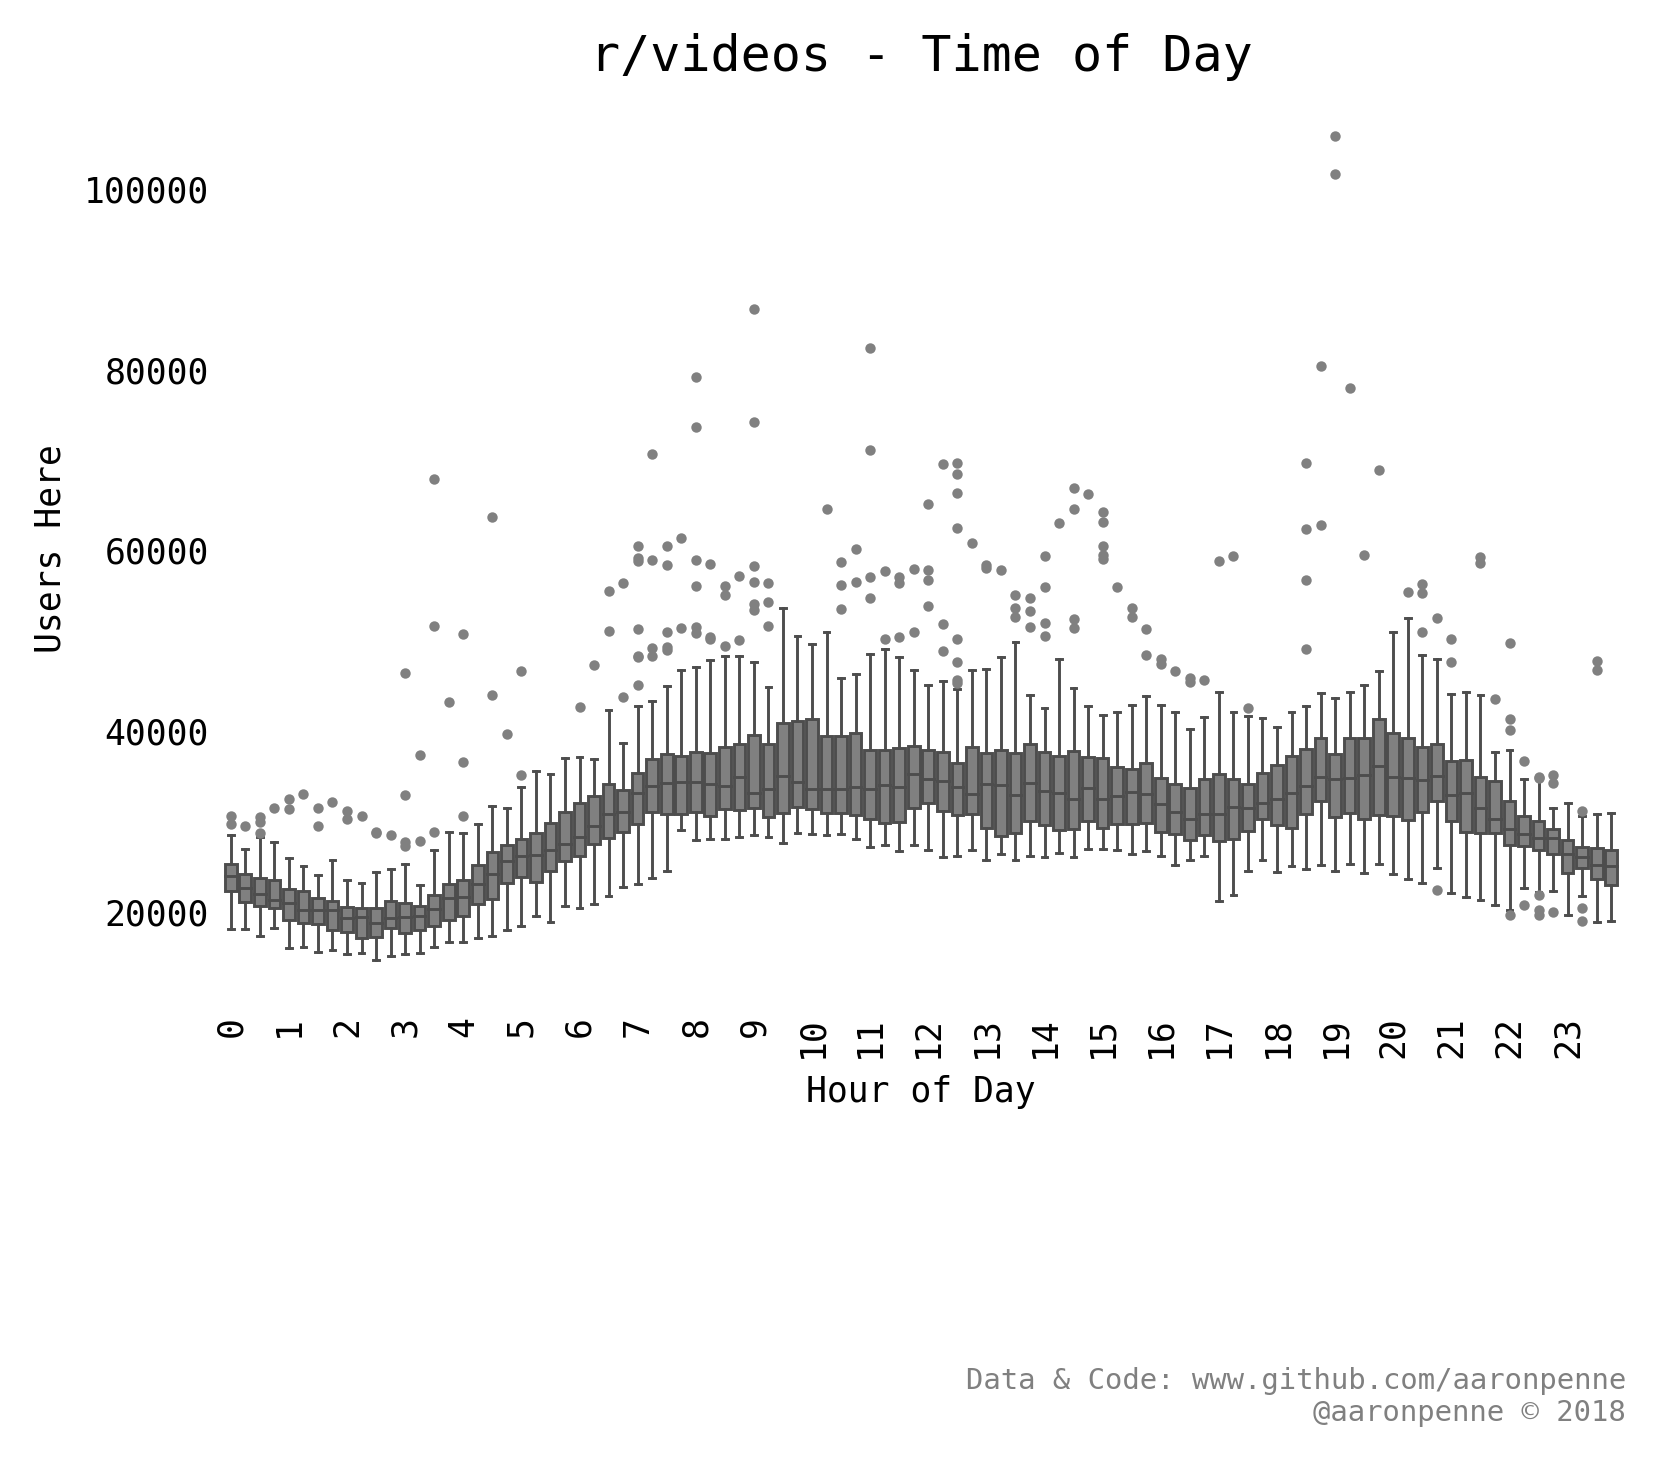 r/videos - Time of Day
100000
80000
60000
40000
20000
Users Here
0 1 2 3 4 5 6 7 8 9 10 11 12 13 14 15 16 17 18 19 20 21 22 23
Hour of Day
Data & Code: www.github.com/aaronpenne
@aaronpenne © 2018